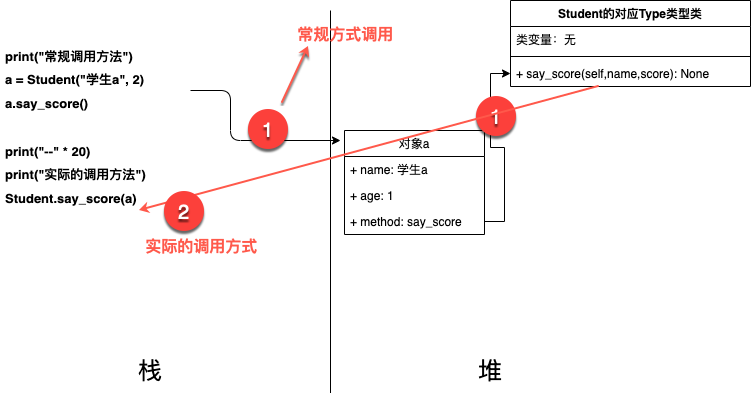 常规方式调用
print("常规调用方法")
a = Student("学生a", 2)
a.say_score()
print("--" * 20)
print("实际的调用方法")
Student.say_score(a)
1
2
实际的调用方式
栈
Student的对应Type类型类
类变量：无
+ say_score(self,name,score): None
1
对象a
+ name: 学生a
+ age: 1
+ method: say_score
堆